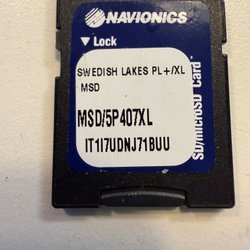 NAVIONICS
Lock
SWEDISH LAKES PL+/XL
MSD
MSD/5P407XL
IT1I7UDNJ71BUU
SD/microSD Card